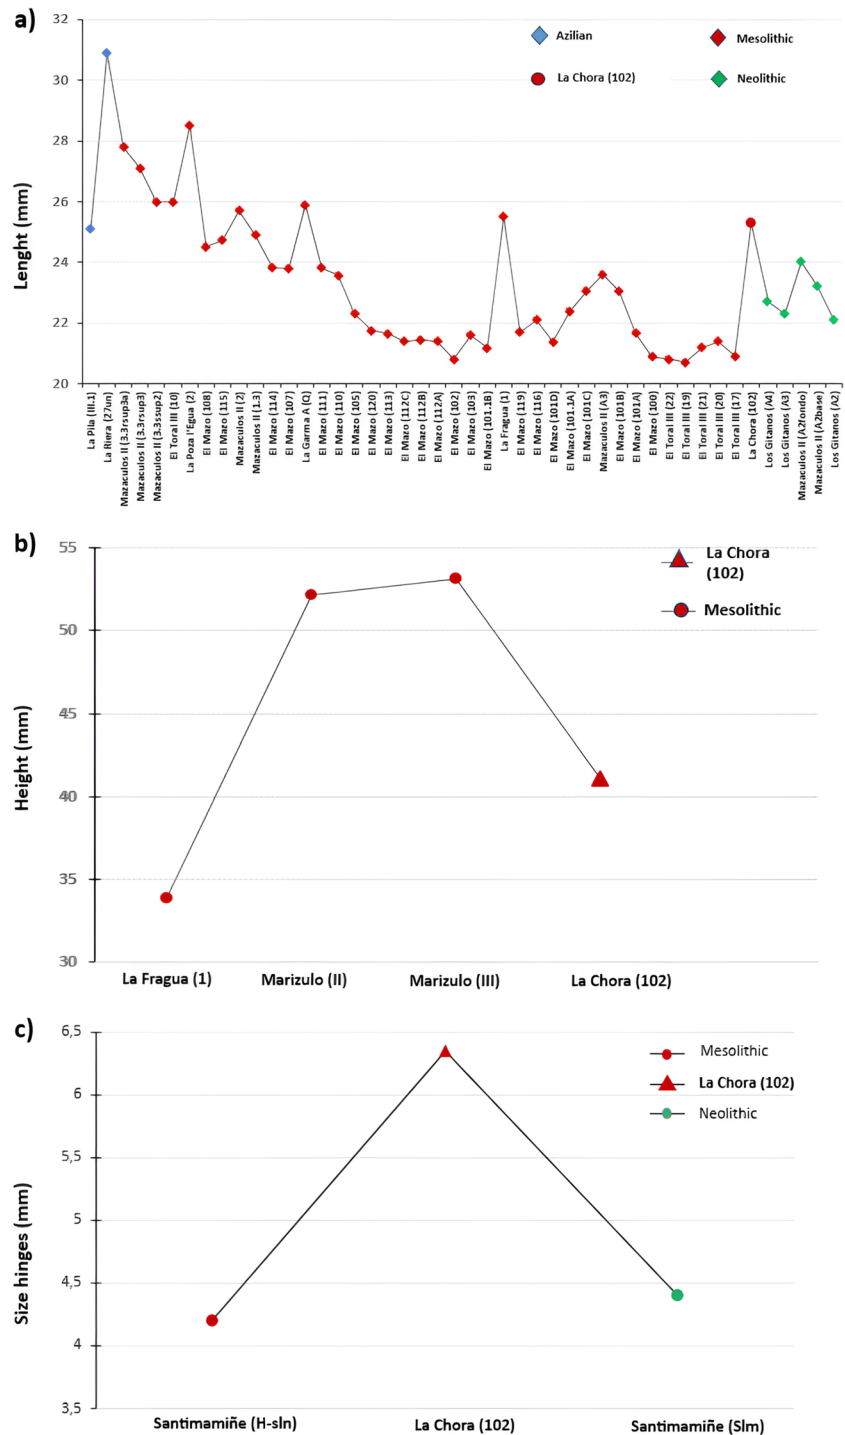 a)
32
30
28
26
24
22
20
Lenght (mm)
Azilian
Mesolithic
La Chora (102)
Neolithic
La Pila (III.1)
La Riera (27un)
Mazaculos II (3.3rsup3a)
Mazaculos II (3.3rsup3)
Mazaculos II (3.3ssup2)
El Toral III (10)
La Poza l'Egua (2)
El Mazo (108)
El Mazo (115)
Mazaculos II (2)
Mazaculos II (1.3)
El Mazo (114)
El Mazo (107)
La Garma A (Q)
El Mazo (111)
El Mazo (110)
El Mazo (105)
El Mazo (120)
El Mazo (113)
El Mazo (112C)
El Mazo (112B)
El Mazo (112A)
El Mazo (102)
El Mazo (103)
El Mazo (101.1B)
La Fragua (1)
El Mazo (119)
El Mazo (116)
El Mazo (101D)
El Mazo (101.1A)
El Mazo (101C)
Mazaculos II (A3)
El Mazo (101B)
El Mazo (101A)
El Mazo (100)
El Toral III (22)
El Toral III (19)
El Toral III (21)
El Toral III (20)
El Toral III (17)
La Chora (102)
Los Gitanos (A4)
Los Gitanos (A3)
Mazaculos II (A2fondo)
Mazaculos II (A2base)
Los Gitanos (A2)
b)
55
50
45
40
35
30
Height (mm)
La Chora
(102)
Mesolithic
La Fragua (1)
Marizulo (II)
Marizulo (III)
La Chora (102)
c)
6,5
6
5,5
5
4,5
4
3,5
Size hinges (mm)
Mesolithic
La Chora (102)
Neolithic
Santimamiñe (H-sln)
La Chora (102)
Santimamiñe (Slm)